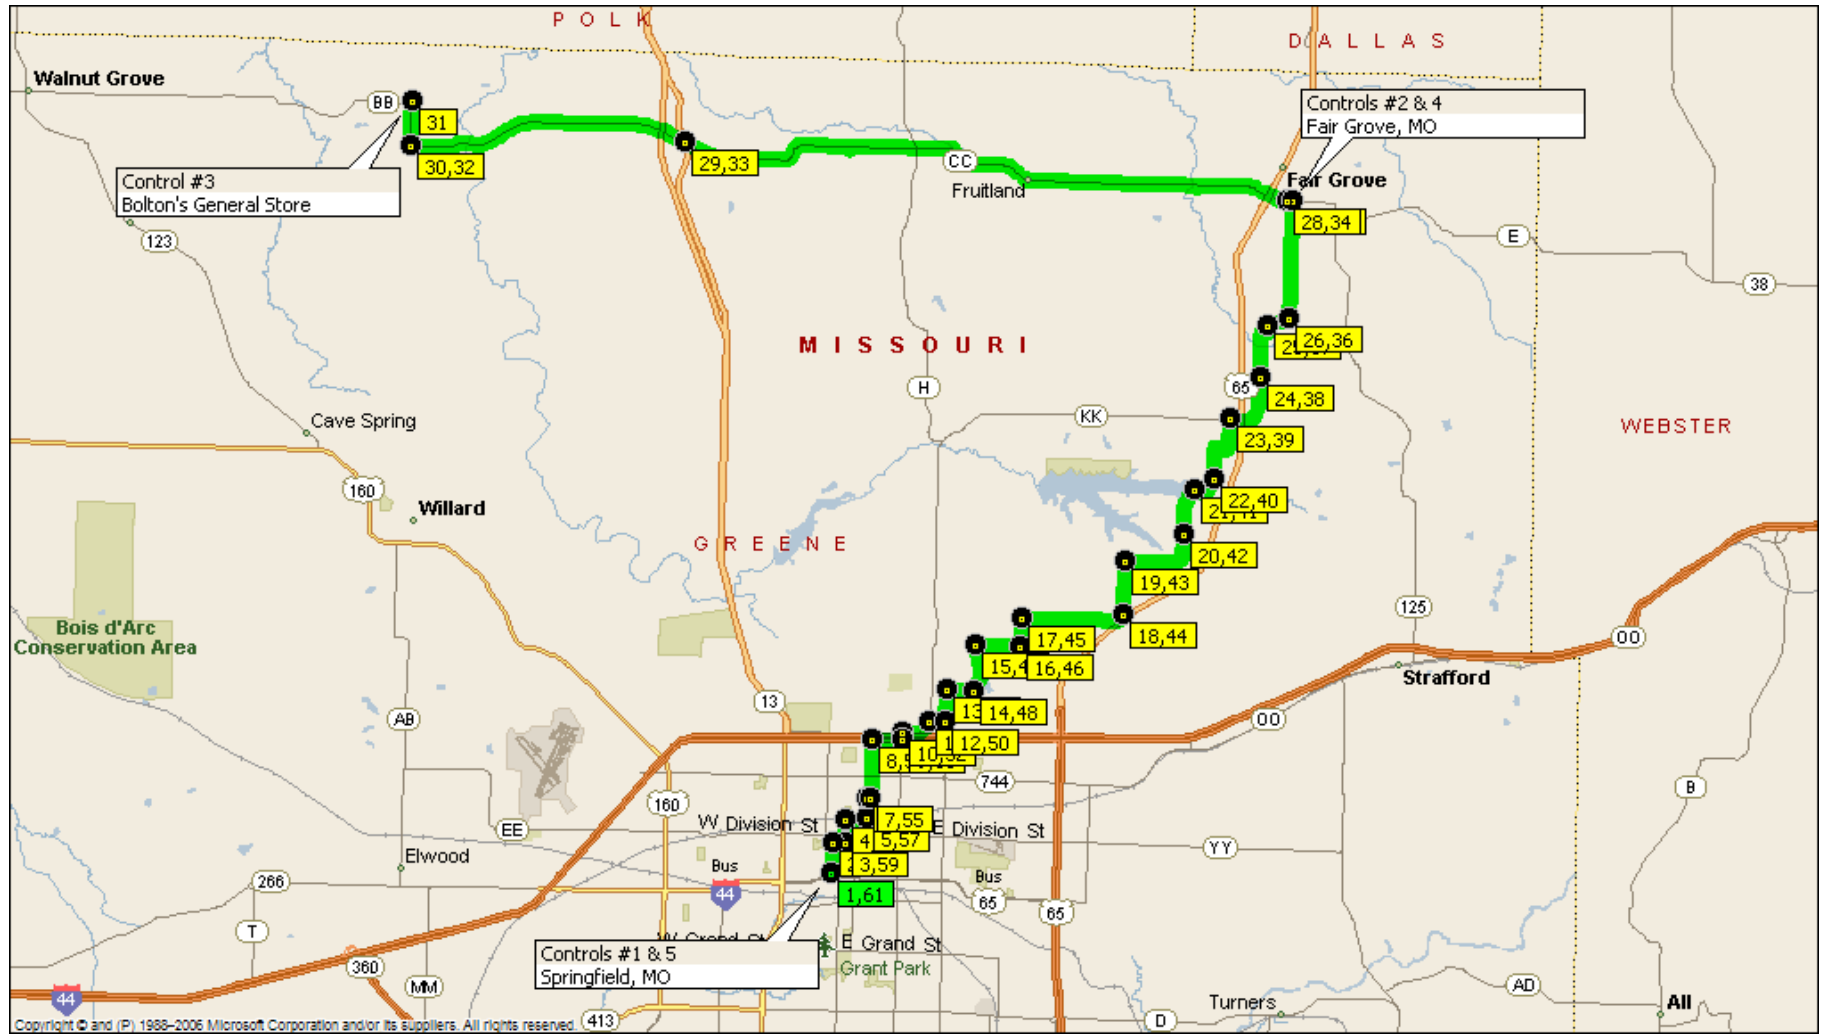 POLK
DALLAS
Walnut Grove
BB
31
Controls #2 & 4
Fair Grove, MO
30,32
29,33
CC
Fruitland
Fair Grove
Control #3
Bolton's General Store
28,34
123
E
38
MISSOURI
26,36
H
65
24,38
KK
23,39
WEBSTER
Cave Spring
160
Willard
22,40
GREENE
20,42
19,43
125
Bois d'Arc
Conservation Area
17,45
18,44
OO
16,46
Strafford
13
14,48
AB
OO
12,50
744
B
160
7,55
W Division St
E Division St
EE
5,57
YY
Elwood
3,59
Bus
44
Bus
266
1,61
65
65
T
E Grand St
Controls #1 & 5
Springfield, MO
Grant Park
360
MM
44
AD
Turners
All
413
D
Copyright © and (P) 1988–2006 Microsoft Corporation and/or its suppliers. All rights reserved.